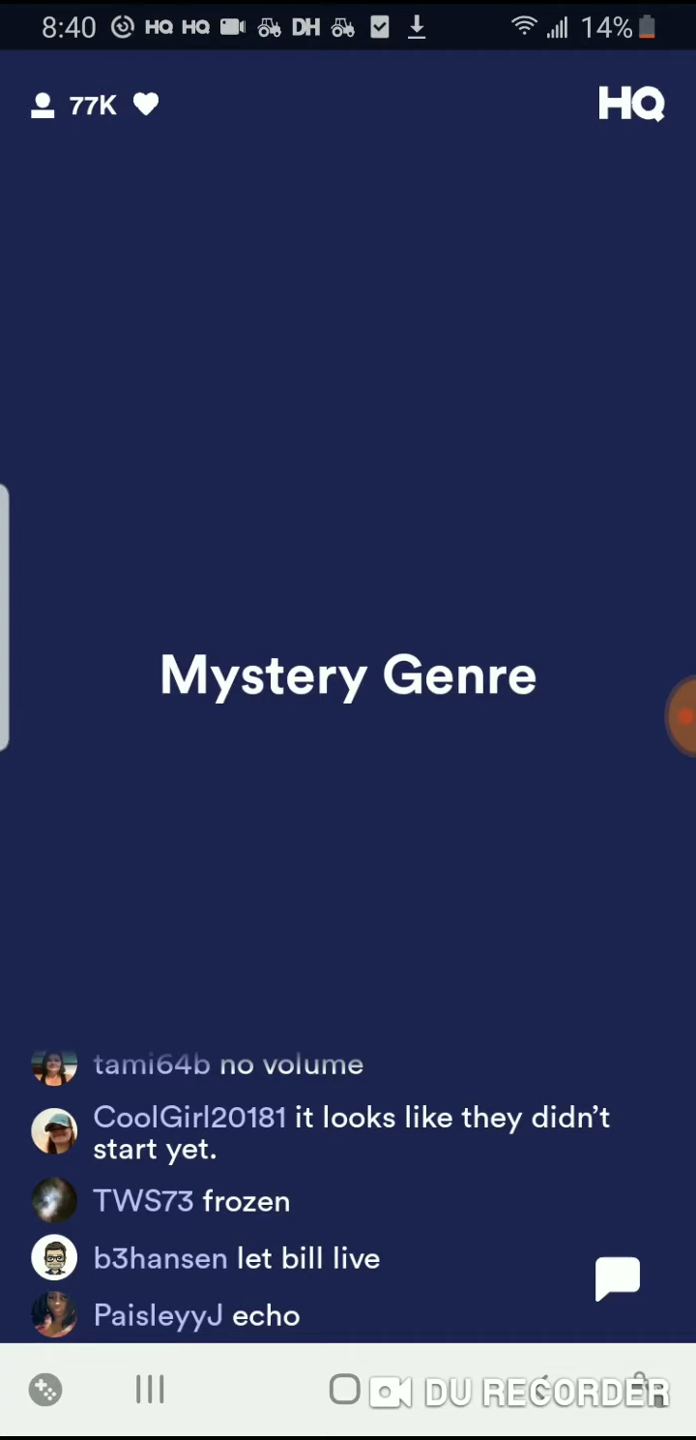 8:40 HQ HQ DH 14%
77K HQ
Mystery Genre
tami64b no volume
CoolGirl20181 it looks like they didn’t
start yet.
TWS73 frozen
b3hansen let bill live
PaisleyyJ echo
DU RECORDER